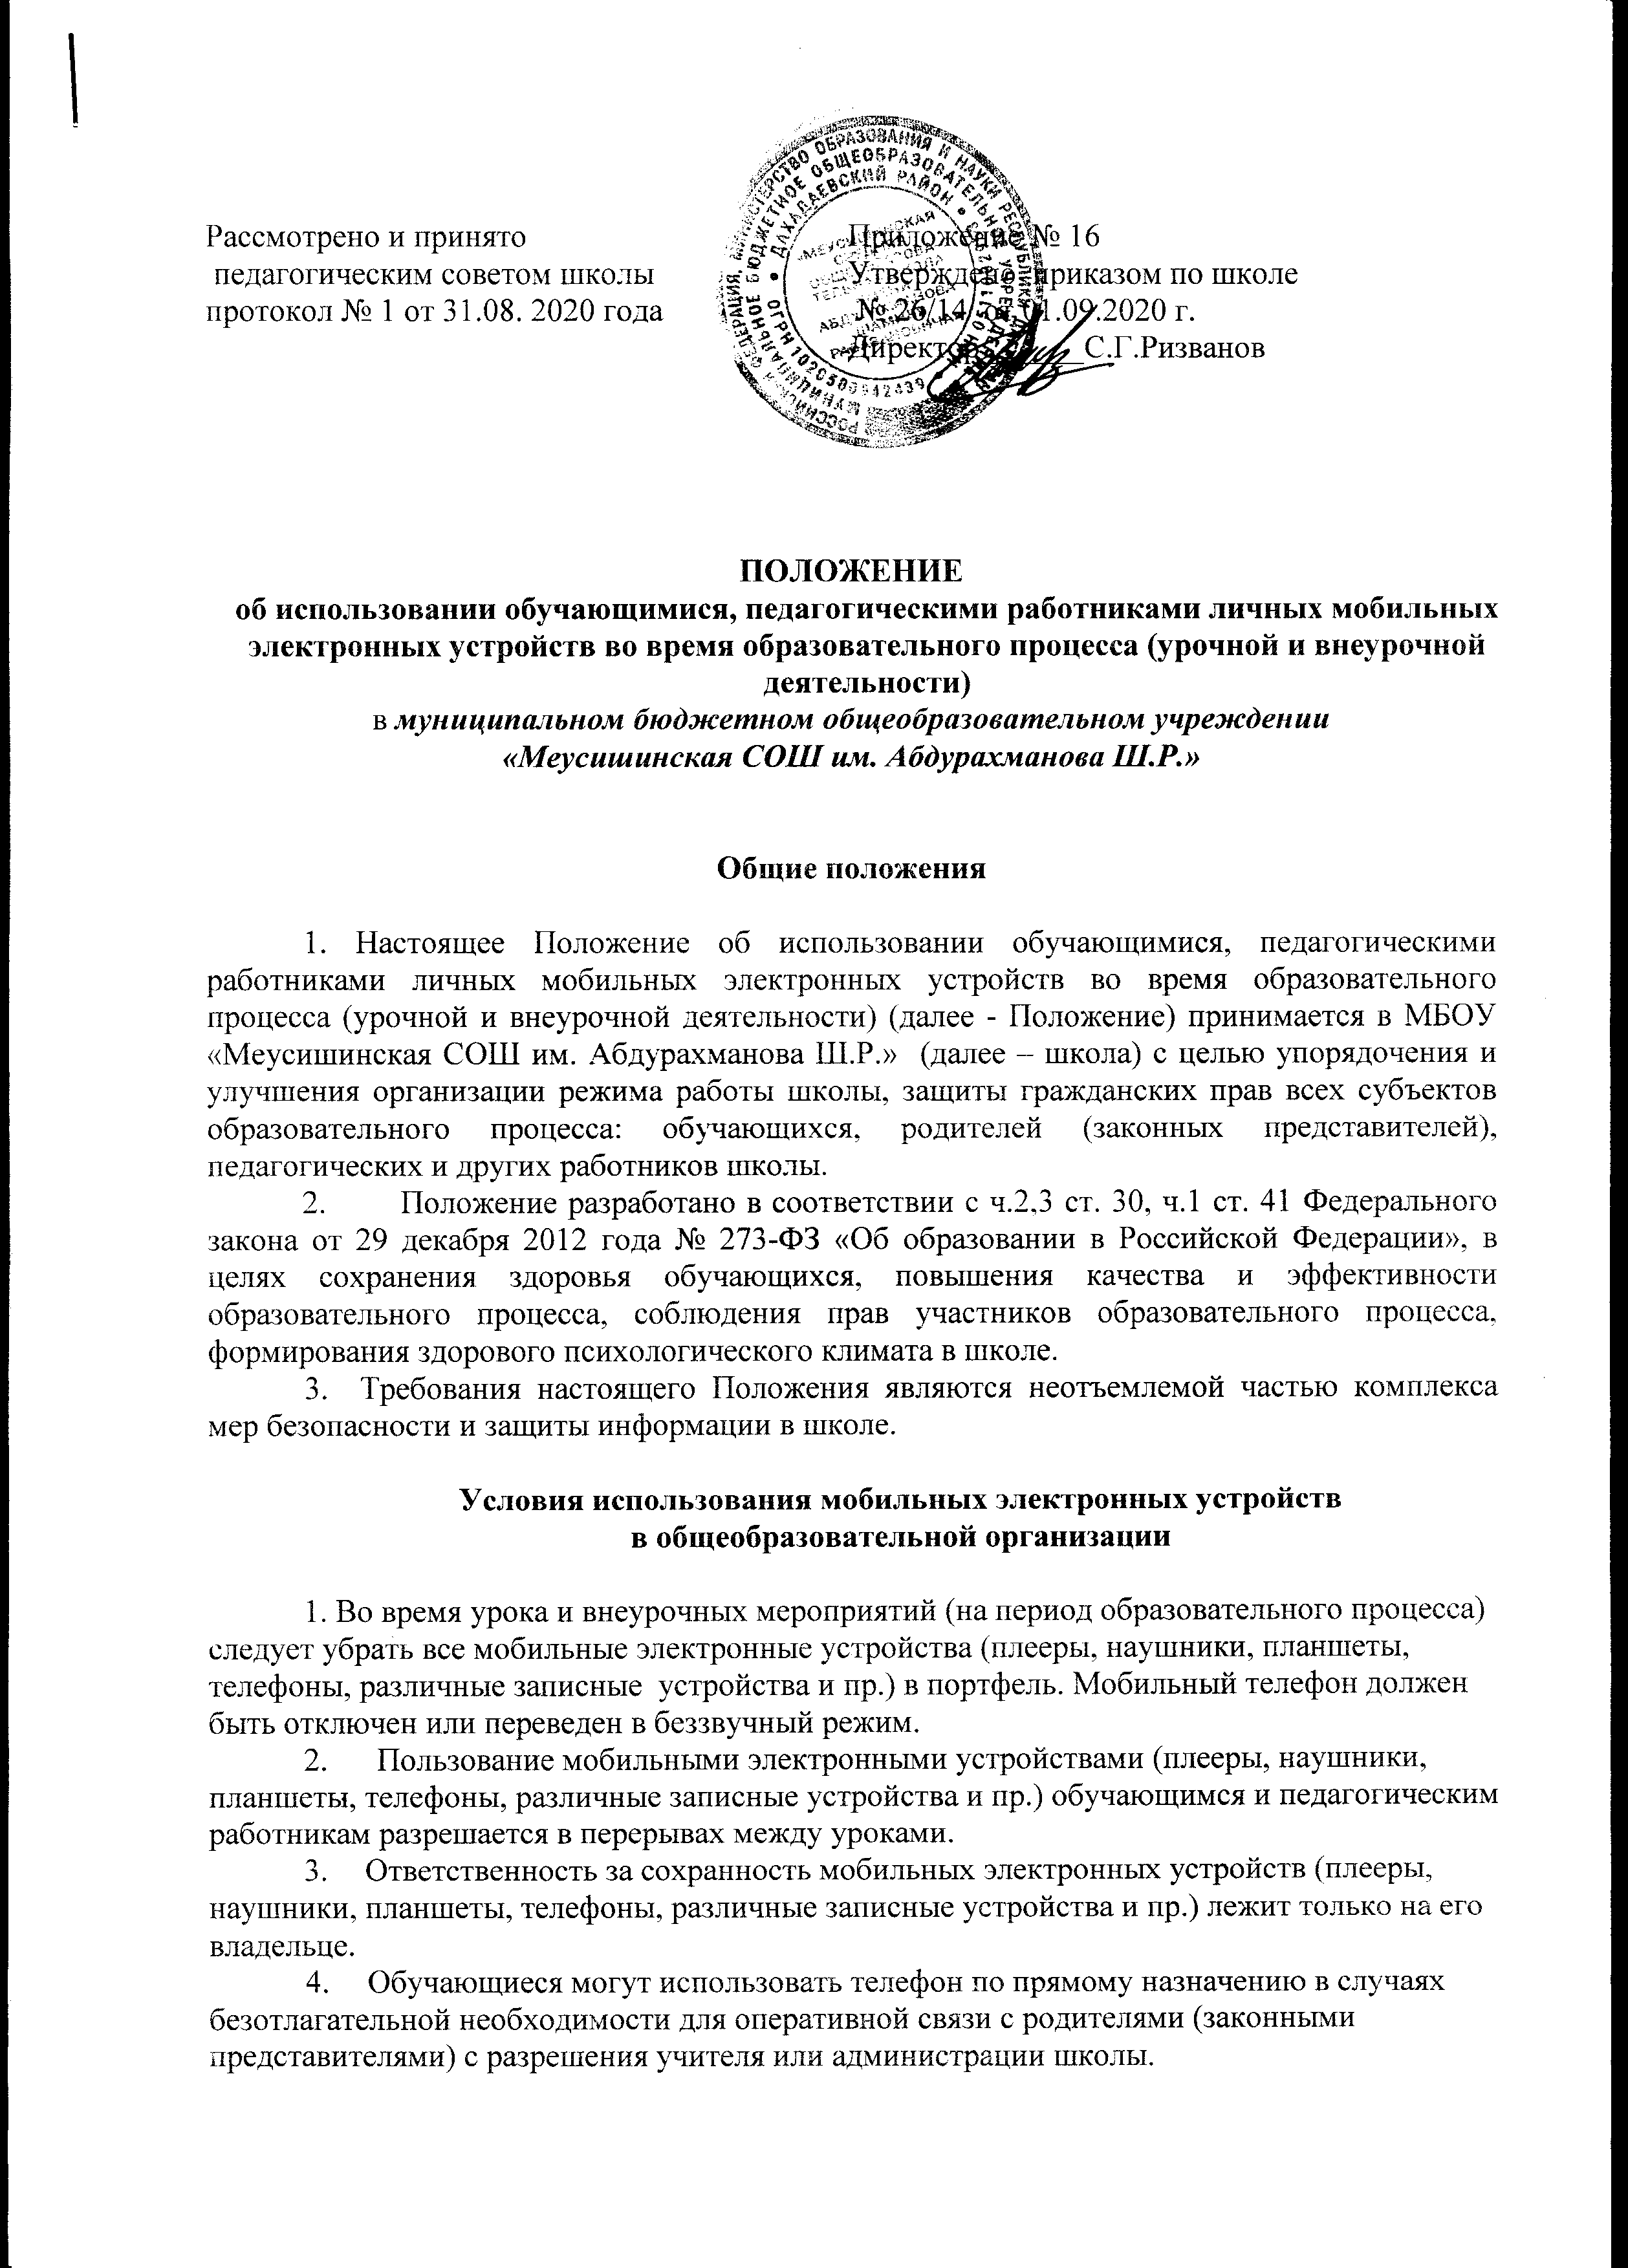 Рассмотрено и принято
педагогическим советом школы
протокол № 1 от 31.08. 2020 года
Приложение № 16
Утверждено приказом по школе
№ 26/14 от 01.09.2020 г.
Директор С.Г.Ризванов
ПОЛОЖЕНИЕ
об использовании обучающимися, педагогическими работниками личных мобильных
электронных устройств во время образовательного процесса (урочной и внеурочной
деятельности)
в муниципальном бюджетном общеобразовательном учреждении
«Меусишинская СОШ им. Абдурахманова Ш.Р.»
Общие положения
1. Настоящее Положение об использовании обучающимися, педагогическими
работниками личных мобильных электронных устройств во время образовательного
процесса (урочной и внеурочной деятельности) (далее - Положение) принимается в МБОУ
«Меусишинская СОШ им. Абдурахманова Ш.Р.» (далее – школа) с целью упорядочения и
улучшения организации режима работы школы, защиты гражданских прав всех субъектов
образовательного процесса: обучающихся, родителей (законных представителей),
педагогических и других работников школы.
2. Положение разработано в соответствии с ч.2,3 ст. 30, ч.1 ст. 41 Федерального
закона от 29 декабря 2012 года № 273-ФЗ «Об образовании в Российской Федерации», в
целях сохранения здоровья обучающихся, повышения качества и эффективности
образовательного процесса, соблюдения прав участников образовательного процесса,
формирования здорового психологического климата в школе.
3. Требования настоящего Положения являются неотъемлемой частью комплекса
мер безопасности и защиты информации в школе.
Условия использования мобильных электронных устройств
в общеобразовательной организации
1. Во время урока и внеурочных мероприятий (на период образовательного процесса)
следует убрать все мобильные электронные устройства (плееры, наушники, планшеты,
телефоны, различные записные устройства и пр.) в портфель. Мобильный телефон должен
быть отключен или переведен в беззвучный режим.
2. Пользование мобильными электронными устройствами (плееры, наушники,
планшеты, телефоны, различные записные устройства и пр.) обучающимся и педагогическим
работникам разрешается в перерывах между уроками.
3. Ответственность за сохранность мобильных электронных устройств (плееры,
наушники, планшеты, телефоны, различные записные устройства и пр.) лежит только на его
владельце.
4. Обучающиеся могут использовать телефон по прямому назначению в случаях
безотлагательной необходимости для оперативной связи с родителями (законными
представителями) с разрешения учителя или администрации школы.